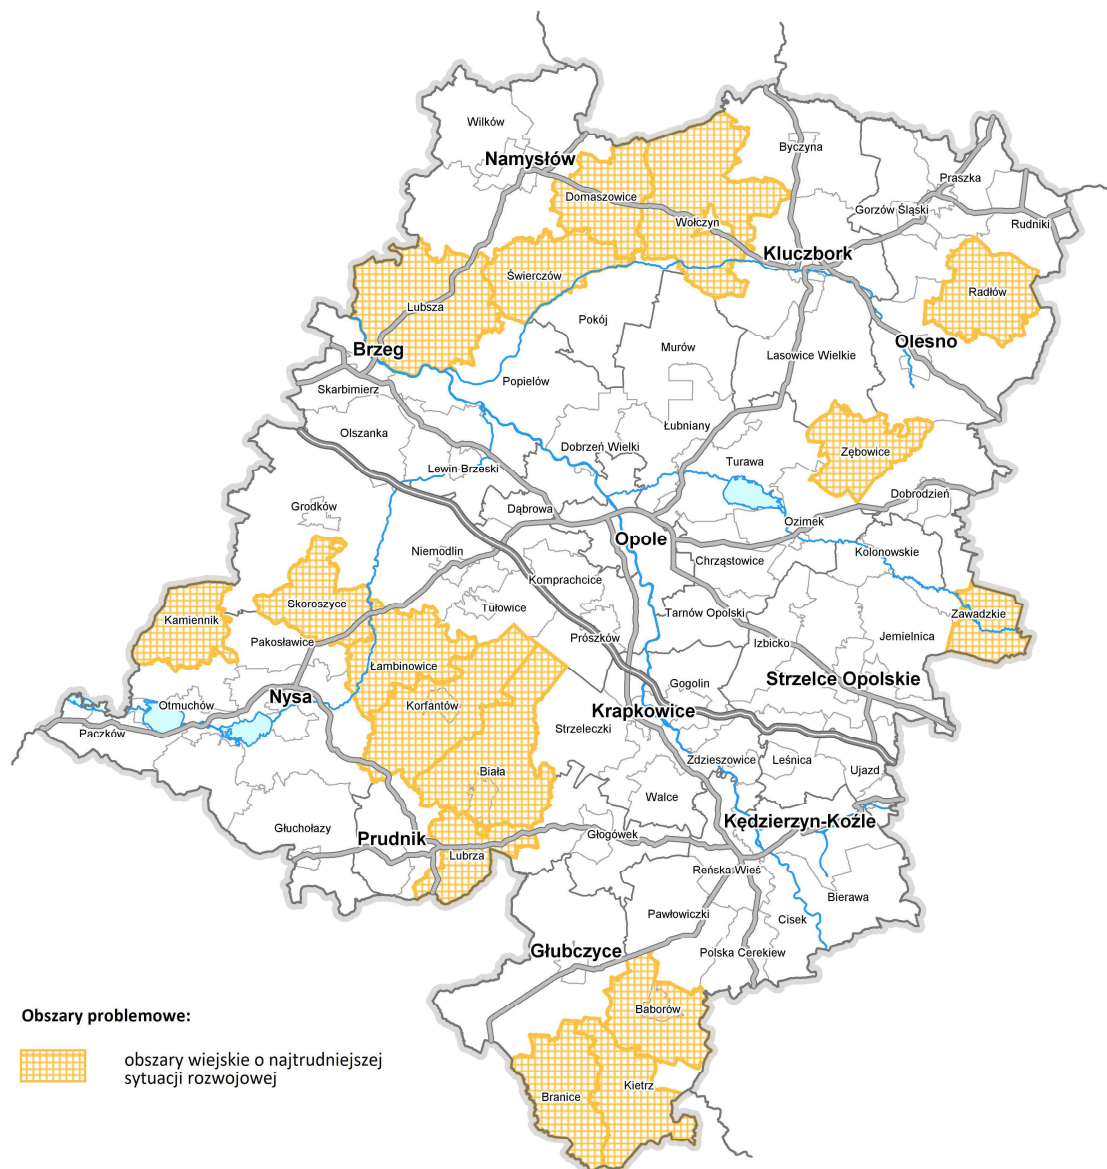 Wilków
Namysłów
Byczyna
Praszka
Domaszowice
Gorzów Śląski
Wołczyn
Rudniki
Kluczbork
Świerczów
Radłów
Lubsza
Pokój
Olesno
Brzeg
Murów
Lasowice Wielkie
Popielów
Skarbimierz
Łubniany
Olszanka
Dobrzeń Wielki
Zębowice
Turawa
Lewin Brzeski
Dobrodzień
Grodków
Dąbrowa
Ozimek
Opole
Niemodlin
Kolonowskie
Chrząstowice
Komprachcice
Skoroszyce
Tułowice
Zawadzkie
Kamiennik
Tarnów Opolski
Prószków
Jemielnica
Pakosławice
Izbicko
Łambinowice
Strzelce Opolskie
Gogolin
Nysa
Otmuchów
Korfantów
Krapkowice
Paczków
Strzeleczki
Zdzieszowice
Leśnica
Biała
Ujazd
Walce
Kędzierzyn-Koźle
Głuchołazy
Prudnik
Głogówek
Lubrza
Reńska Wieś
Bierawa
Pawłowiczki
Cisek
Głubczyce
Polska Cerekiew
Baborów
Obszary problemowe:
obszary wiejskie o najtrudniejszej
sytuacji rozwojowej
Kietrz
Branice